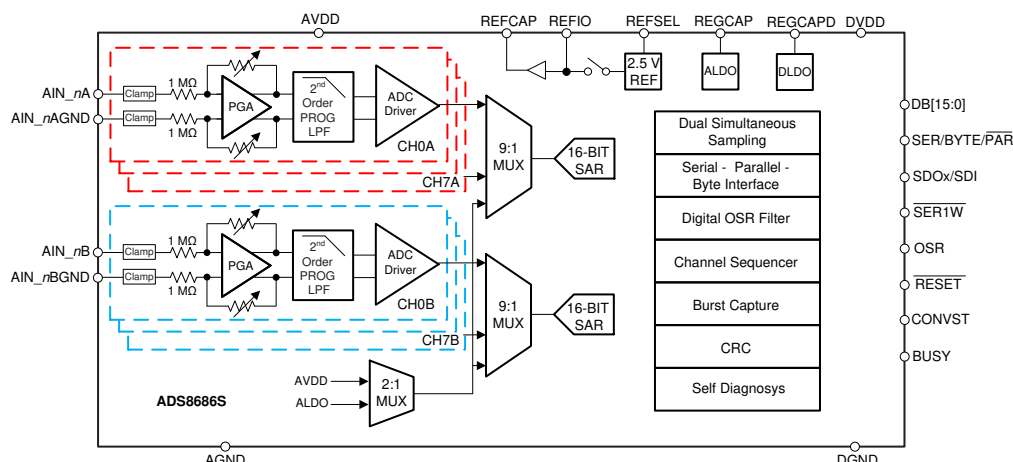 AVDD
REFCAP
REFIO
REFSEL
REGCAP
REGCAPD
DVDD
AIN_nA
AIN_nAGND
Clamp
Clamp
1 MΩ
1 MΩ
PGA
2nd
Order
PROG
LPF
ADC
Driver
CH0A
CH7A
9:1
MUX
16-BIT
SAR
2.5 V
REF
ALDO
DLDO
AIN_nB
AIN_nBGND
Clamp
Clamp
1 MΩ
1 MΩ
PGA
2nd
Order
PROG
LPF
ADC
Driver
CH0B
CH7B
9:1
MUX
16-BIT
SAR
AVDD
ALDO
2:1
MUX
ADS8686S
Dual Simultaneous
Sampling
Serial - Parallel -
Byte Interface
Digital OSR Filter
Channel Sequencer
Burst Capture
CRC
Self Diagnosys
DB[15:0]
SER/BYTE/PAR
SDOx/SDI
SER1W
OSR
RESET
CONVST
BUSY
AGND
DGND